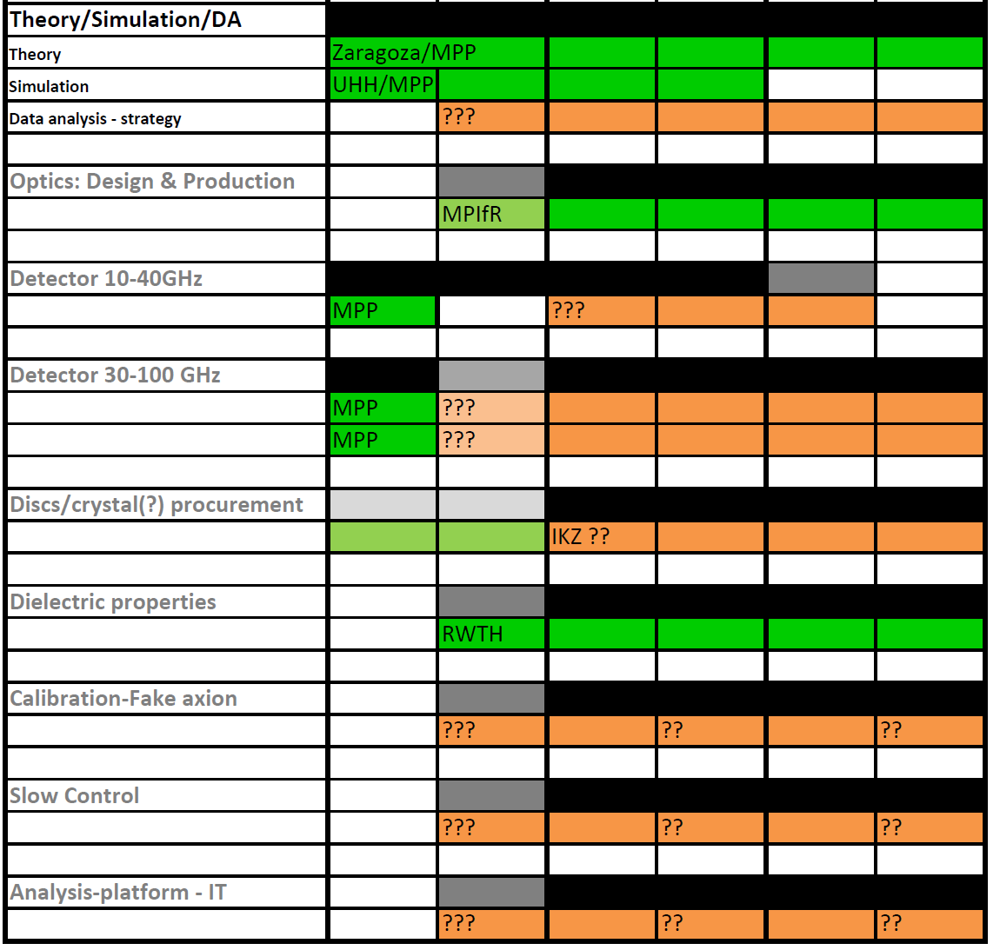 Theory/Simulation/DA
Theory Zaragoza/MPP
Simulation UHH/MPP
Data analysis - strategy ???
Optics: Design & Production
MPIfR
Detector 10-40GHz
MPP ???
Detector 30-100 GHz
MPP ???
MPP ???
Discs/crystal(?) procurement
IKZ ??
Dielectric properties
RWTH
Calibration-Fake axion
??? ?? ??
Slow Control
??? ?? ??
Analysis-platform - IT
??? ?? ??